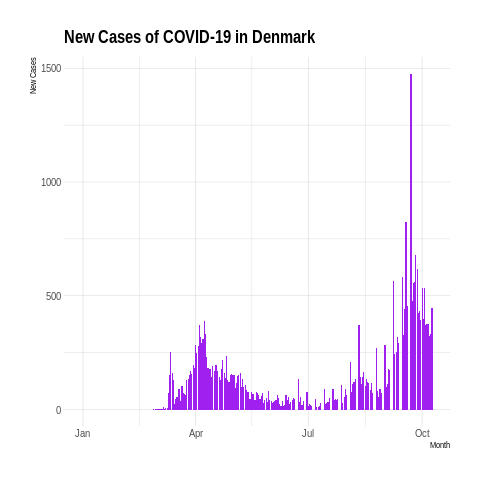 New Cases of COVID-19 in Denmark
New Cases
1500
1000
500
0
Jan
Apr
Jul
Oct
Month